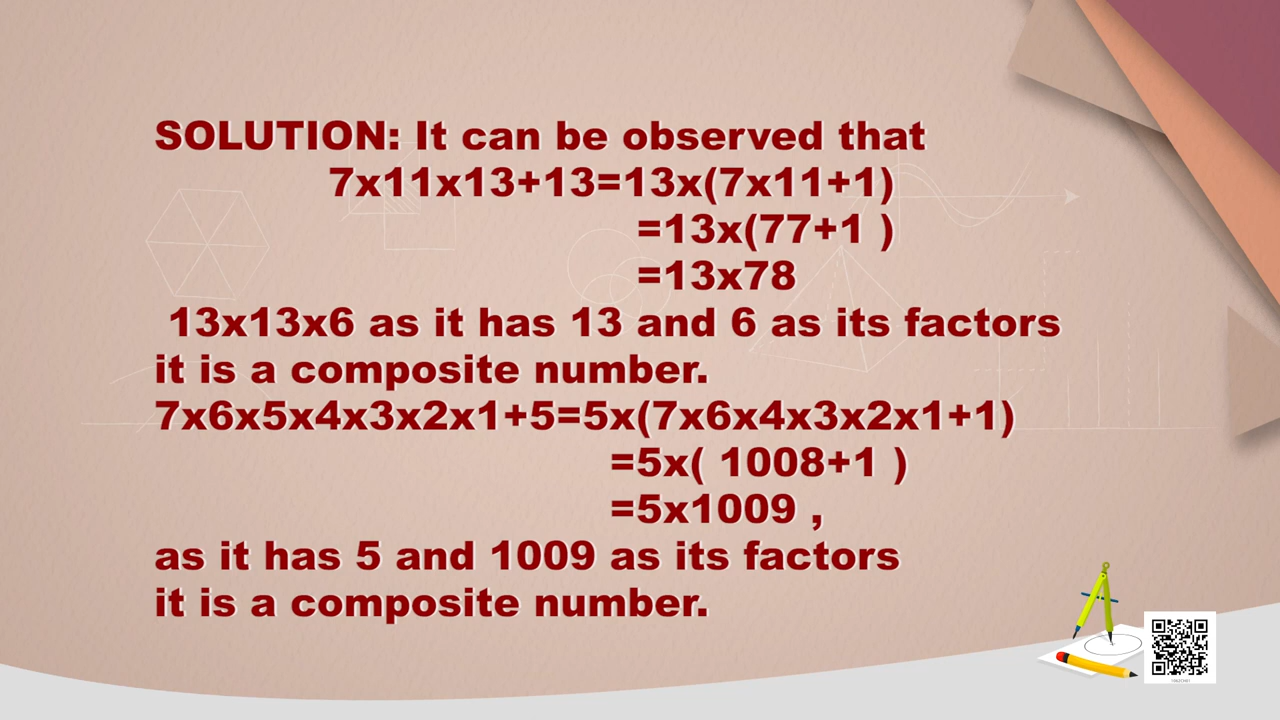 SOLUTION: It can be observed that
7x11x13+13=13x(7x11+1)
=13x(77+1 )
=13x78
13x13x6 as it has 13 and 6 as its factors
it is a composite number.
7x6x5x4x3x2x1+5=5x(7x6x4x3x2x1+1)
=5x( 1008+1 )
=5x1009 ,
as it has 5 and 1009 as its factors
it is a composite number.